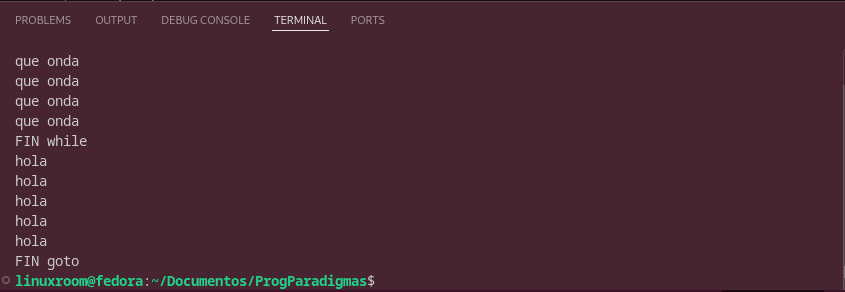 PROBLEMS OUTPUT DEBUG CONSOLE TERMINAL PORTS
que onda
que onda
que onda
que onda
FIN while
hola
hola
hola
hola
hola
FIN goto
linuxroom@fedora:~/Documentos/ProgParadigmas$